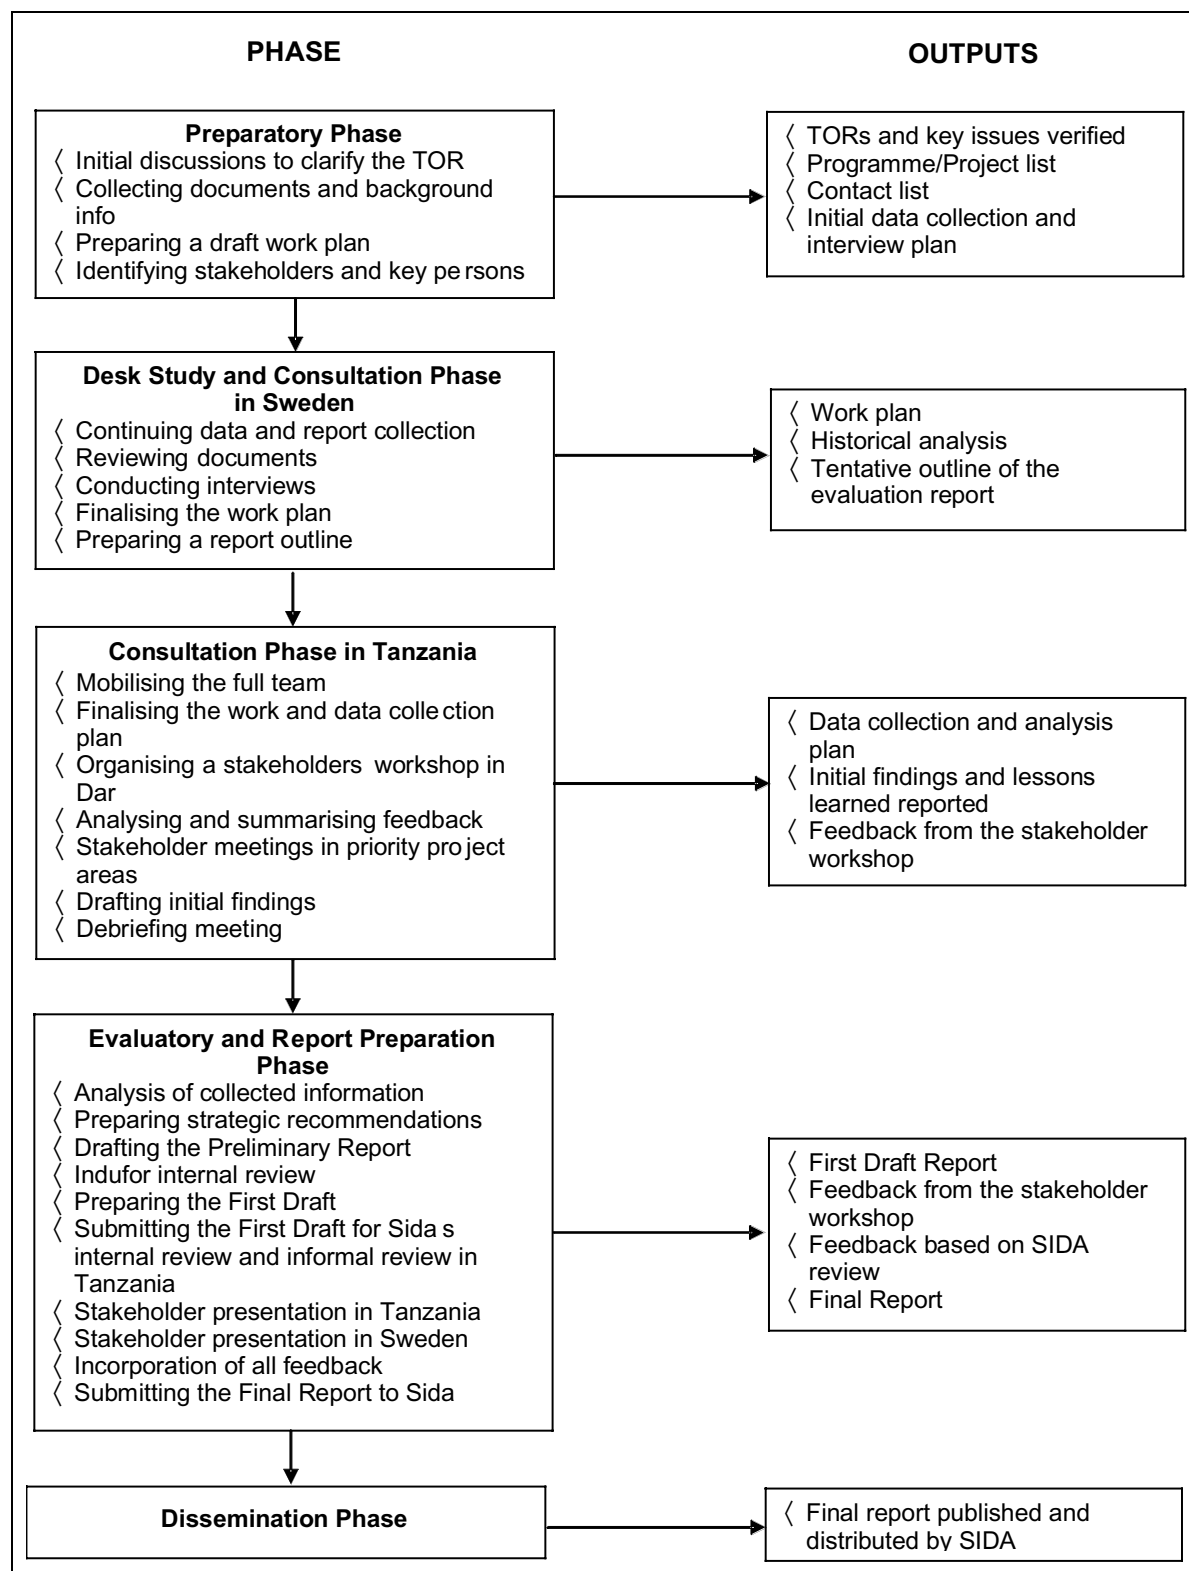 PHASE
OUTPUTS
Preparatory Phase
〈 Initial discussions to clarify the TOR
〈 Collecting documents and background
info
〈 Preparing a draft work plan
〈 Identifying stakeholders and key persons
〈 TORs and key issues verified
〈 Programme/Project list
〈 Contact list
〈 Initial data collection and
interview plan
Desk Study and Consultation Phase
in Sweden
〈 Continuing data and report collection
〈 Reviewing documents
〈 Conducting interviews
〈 Finalising the work plan
〈 Preparing a report outline
〈 Work plan
〈 Historical analysis
〈 Tentative outline of the
evaluation report
Consultation Phase in Tanzania
〈 Mobilising the full team
〈 Finalising the work and data collection
plan
〈 Organising a stakeholders workshop in
Dar
〈 Analysing and summarising feedback
〈 Stakeholder meetings in priority project
areas
〈 Drafting initial findings
〈 Debriefing meeting
〈 Data collection and analysis
plan
〈 Initial findings and lessons
learned reported
〈 Feedback from the stakeholder
workshop
Evaluatory and Report Preparation
Phase
〈 Analysis of collected information
〈 Preparing strategic recommendations
〈 Drafting the Preliminary Report
〈 Indufor internal review
〈 Preparing the First Draft
〈 Submitting the First Draft for Sida s
internal review and informal review in
Tanzania
〈 Stakeholder presentation in Tanzania
〈 Stakeholder presentation in Sweden
〈 Incorporation of all feedback
〈 Submitting the Final Report to Sida
〈 First Draft Report
〈 Feedback from the stakeholder
workshop
〈 Feedback based on SIDA
review
〈 Final Report
Dissemination Phase
〈 Final report published and
distributed by SIDA